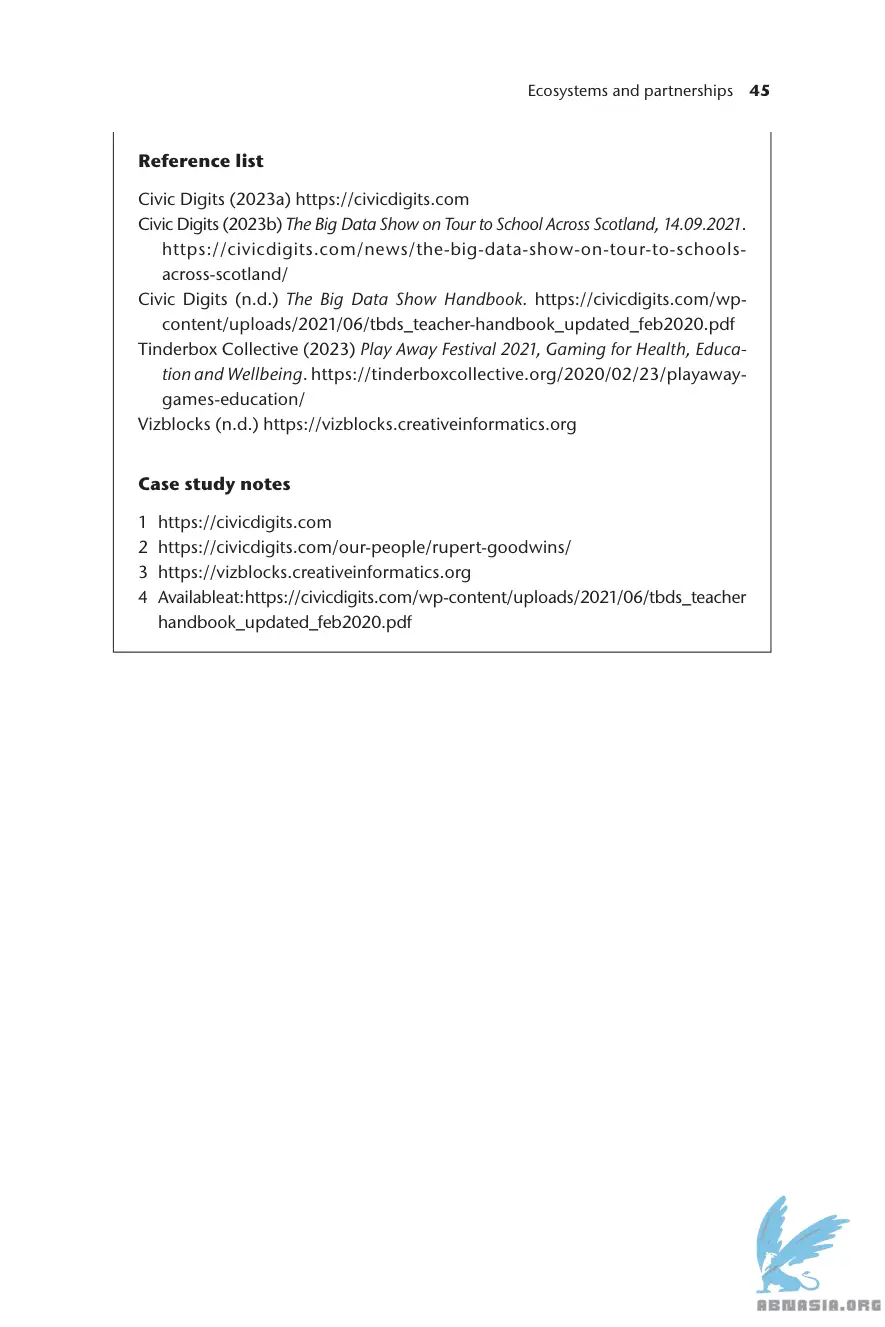 Ecosystems and partnerships 45
Reference list
Civic Digits (2023a) https://civicdigits.com
Civic Digits (2023b) The Big Data Show on Tour to School Across Scotland, 14.09.2021.
https://civicdigits.com/news/the-big-data-show-on-tour-to-schools-
across-scotland/
Civic Digits (n.d.) The Big Data Show Handbook. https://civicdigits.com/wp-
content/uploads/2021/06/tbds_teacher-handbook_updated_feb2020.pdf
Tinderbox Collective (2023) Play Away Festival 2021, Gaming for Health, Educa-
tion and Wellbeing. https://tinderboxcollective.org/2020/02/23/playaway-
games-education/
Vizblocks (n.d.) https://vizblocks.creativeinformatics.org
Case study notes
1 https://civicdigits.com
2 https://civicdigits.com/our-people/rupert-goodwins/
3 https://vizblocks.creativeinformatics.org
4 Availableat:https://civicdigits.com/wp-content/uploads/2021/06/tbds_teacher
handbook_updated_feb2020.pdf
ABNASIA.ORG